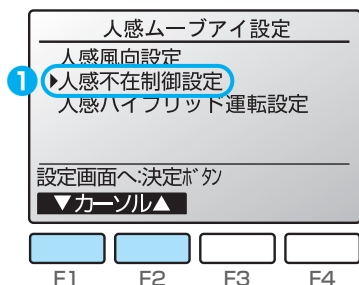 人感ムーブアイ設定
人感風向設定
1 ▶人感不在制御設定
人感ハイブリッド運転設定
設定画面へ:決定ボタン
▼カーソル▲
F1 F2 F3 F4